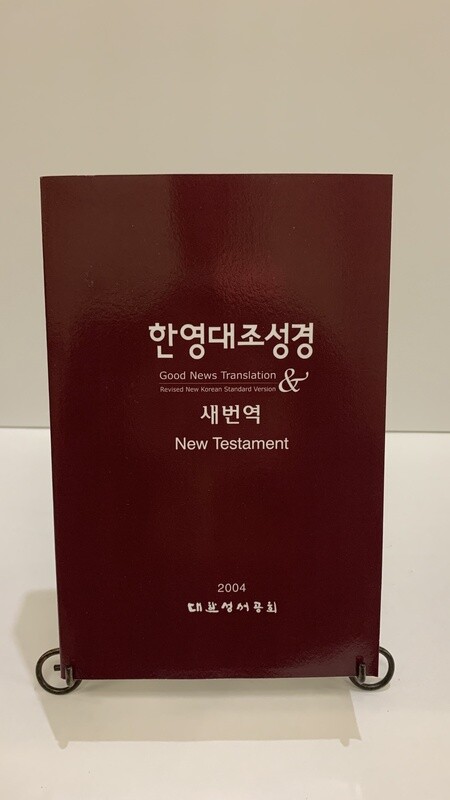 한영대조성경
Good News Translation &
Revised New Korean Standard Version
새번역
New Testament
2004
대한성서공회